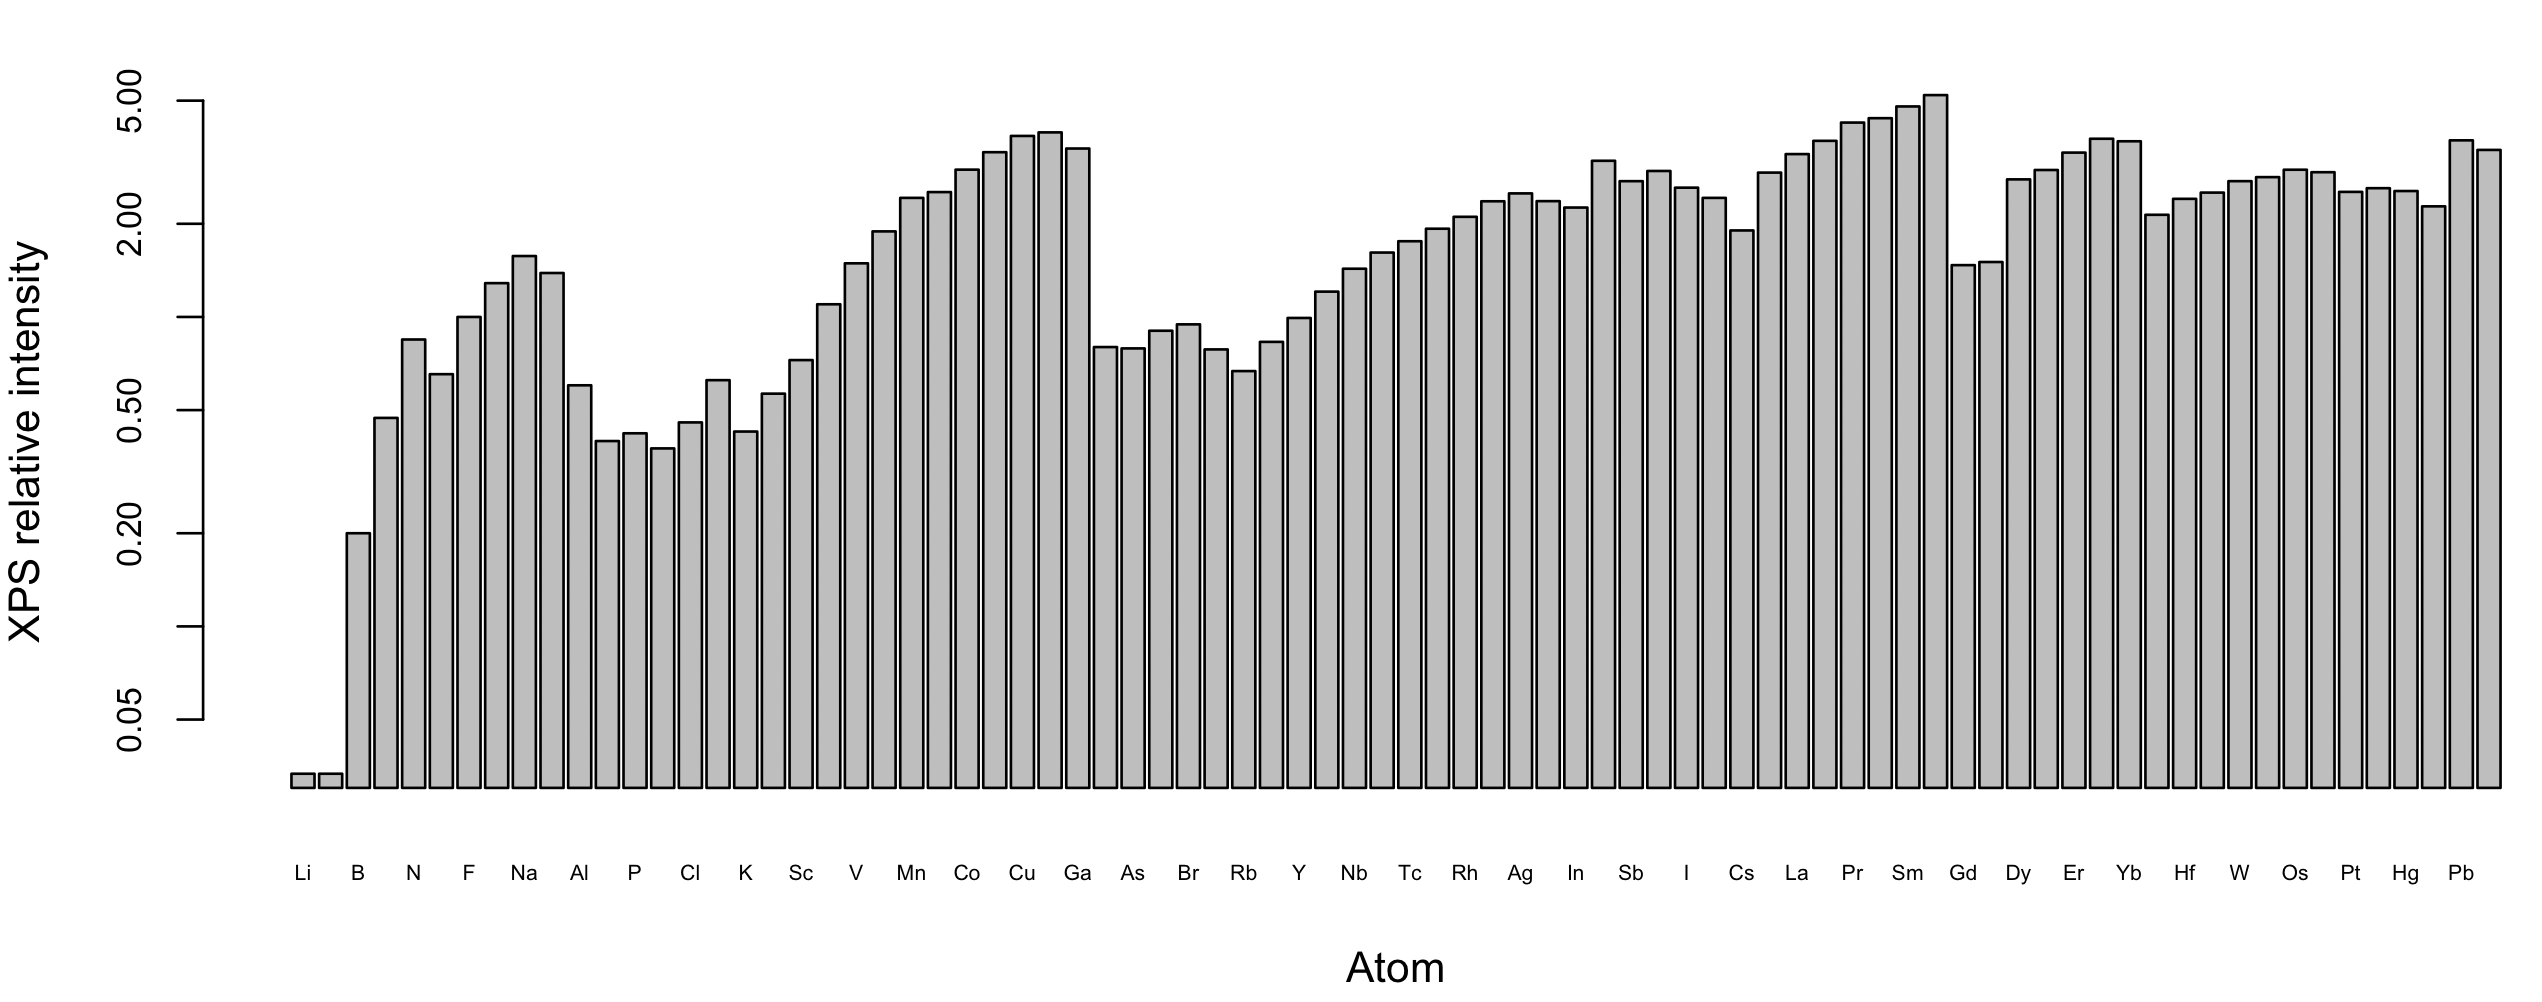 XPS relative intensity
5.00
2.00
0.50
0.20
0.05
Li B N F Na Al P Cl K Sc V Mn Co Cu Ga As Br Rb Y Nb Tc Rh Ag In Sb I Cs La Pr Sm Gd Dy Er Yb Hf W Os Pt Hg Pb
Atom